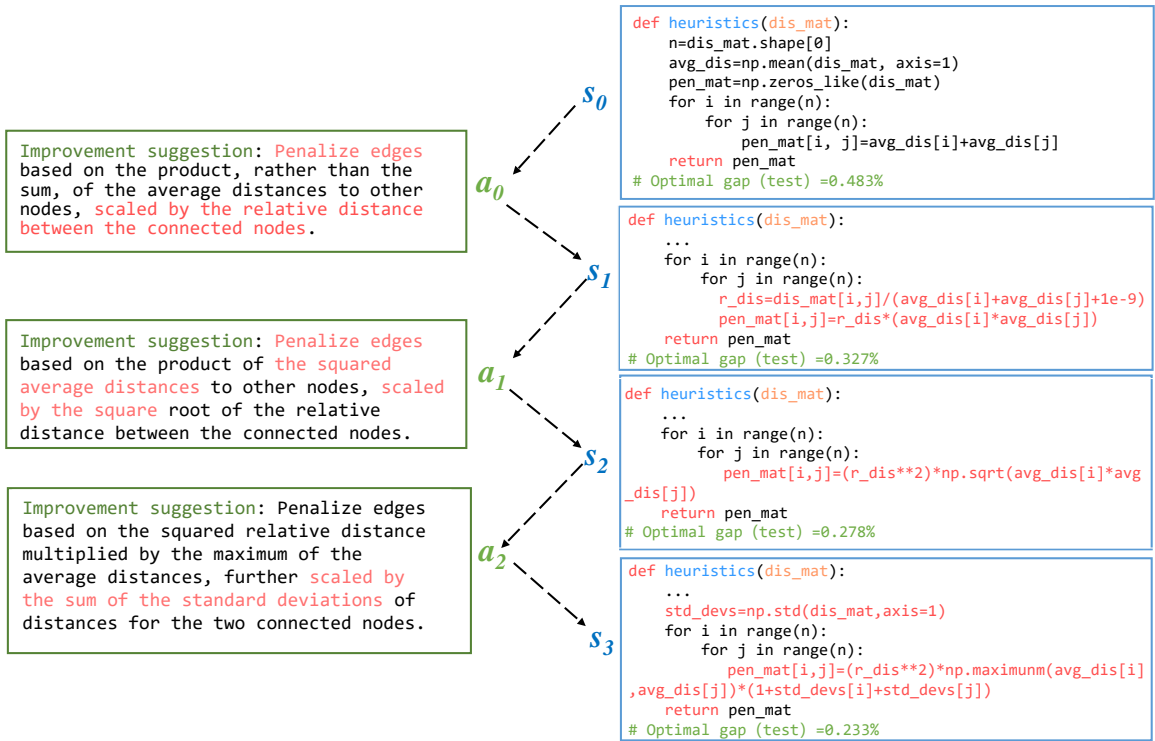 s0
def heuristics(dis_mat):
n=dis_mat.shape[0]
avg_dis=np.mean(dis_mat, axis=1)
pen_mat=np.zeros_like(dis_mat)
for i in range(n):
for j in range(n):
pen_mat[i, j]=avg_dis[i]+avg_dis[j]
return pen_mat
# Optimal gap (test) =0.483%
Improvement suggestion: Penalize edges
based on the product, rather than the
sum, of the average distances to other
nodes, scaled by the relative distance
between the connected nodes.
a0
s1
def heuristics(dis_mat):
...
for i in range(n):
for j in range(n):
r_dis=dis_mat[i,j]/(avg_dis[i]+avg_dis[j]+1e-9)
pen_mat[i,j]=r_dis*(avg_dis[i]*avg_dis[j])
return pen_mat
# Optimal gap (test) =0.327%
Improvement suggestion: Penalize edges
based on the product of the squared
average distances to other nodes, scaled
by the square root of the relative
distance between the connected nodes.
a1
s2
def heuristics(dis_mat):
...
for i in range(n):
for j in range(n):
pen_mat[i,j]=(r_dis**2)*np.sqrt(avg_dis[i]*avg
_dis[j])
return pen_mat
# Optimal gap (test) =0.278%
Improvement suggestion: Penalize edges
based on the squared relative distance
multiplied by the maximum of the
average distances, further scaled by
the sum of the standard deviations of
distances for the two connected nodes.
a2
s3
def heuristics(dis_mat):
...
std_devs=np.std(dis_mat,axis=1)
for i in range(n):
for j in range(n):
pen_mat[i,j]=(r_dis**2)*np.maximunm(avg_dis[i]
,avg_dis[j])*(1+std_devs[i]+std_devs[j])
return pen_mat
# Optimal gap (test) =0.233%